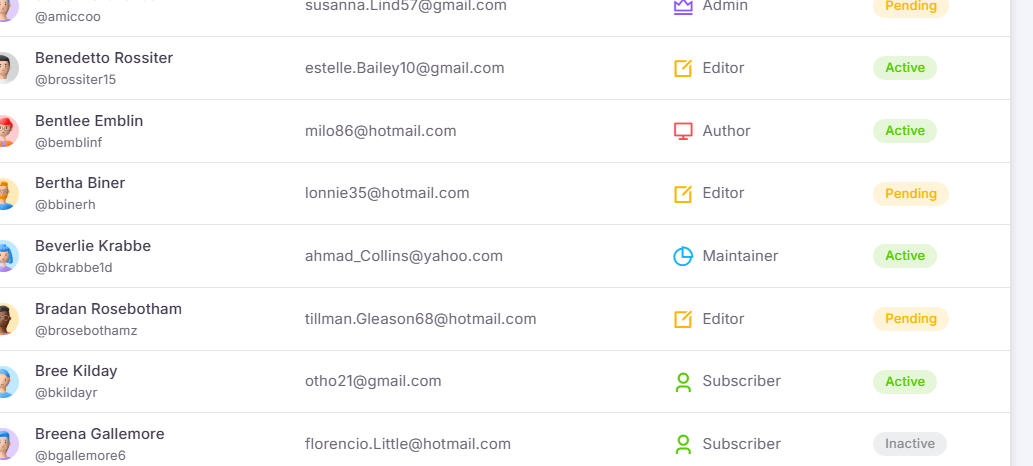 susanna.Lind57@gmail.com Admin Pending
@amiccoo
Benedetto Rossiter
@brossiter15
estelle.Bailey10@gmail.com Editor Active
Bentlee Emblin
@bemblinf
milo86@hotmail.com Author Active
Bertha Biner
@bbinerh
lonnie35@hotmail.com Editor Pending
Beverlie Krabbe
@bkrabbe1d
ahmad_Collins@yahoo.com Maintainer Active
Bradan Rosebotham
@brosebothamz
tillman.Gleason68@hotmail.com Editor Pending
Bree Kilday
@bkildayr
otho21@gmail.com Subscriber Active
Breena Gallemore
@bgallemore6
florencio.Little@hotmail.com Subscriber Inactive